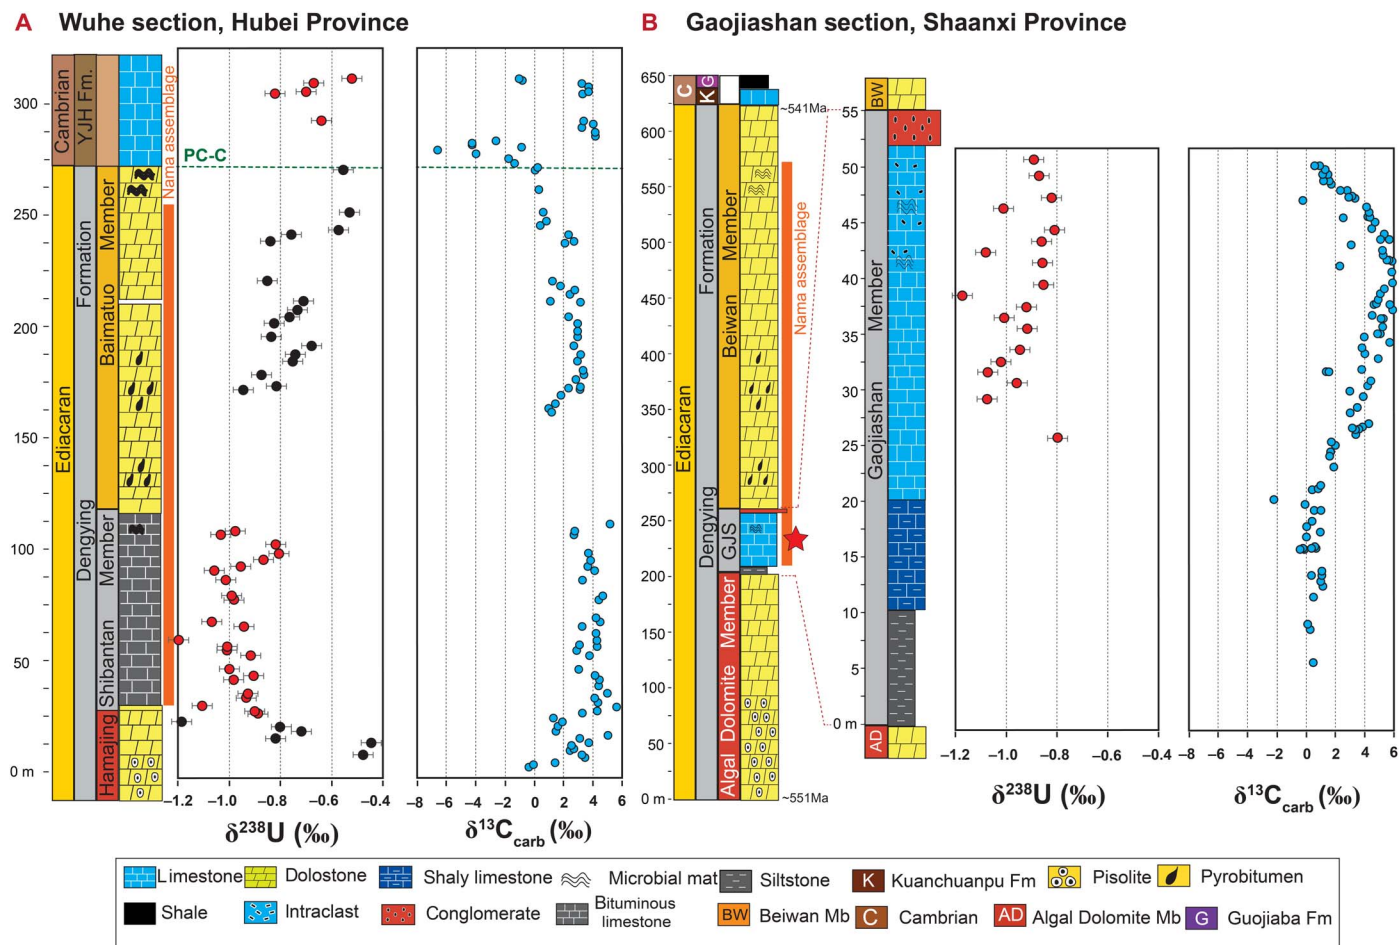 A Wuhe section, Hubei Province
B Gaojiashan section, Shaanxi Province
Cambrian
YJH Fm.
Ediacaran
Dengying Formation
Baimatuo Member
Shibantan Member
Hamajing
Nama assemblage
PC-C
300
250
200
150
100
50
0 m
–1.2 –1.0 –0.8 –0.6 –0.4
δ238U (‰)
–8 –6 –4 –2 0 2 4 6
δ13Ccarb (‰)
650
600
550
500
450
400
350
300
250
200
150
100
50
0 m
C
K
G
Ediacaran
Dengying Formation
Beiwan Member
GJS
Algal Dolomite Member
~541Ma
~551Ma
Nama assemblage
BW
Gaojiashan Member
AD
55
50
45
40
35
30
25
20
15
10
5
0 m
–1.2 –1.0 –0.8 –0.6 –0.4
δ238U (‰)
–8 –6 –4 –2 0 2 4 6
δ13Ccarb (‰)
Limestone Dolostone Shaly limestone Microbial mat Siltstone K Kuanchuanpu Fm Pisolite Pyrobitumen
Shale Intraclast Conglomerate Bituminous
limestone BW Beiwan Mb C Cambrian AD Algal Dolomite Mb G Guojiaba Fm